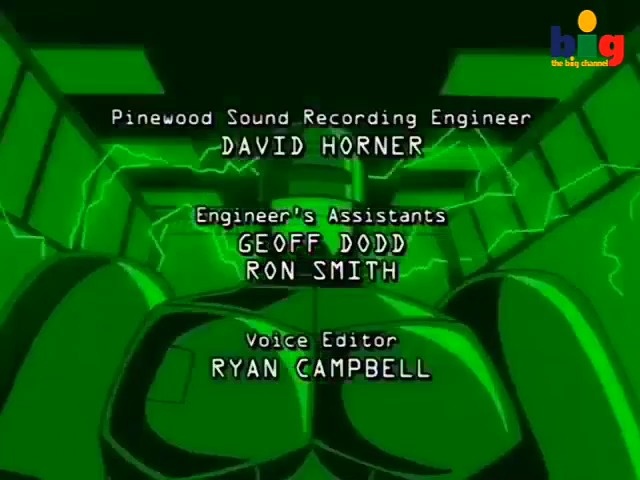 big
the big channel
Pinewood Sound Recording Engineer
DAVID HORNER
Engineer's Assistants
GEOFF DODD
RON SMITH
Voice Editor
RYAN CAMPBELL